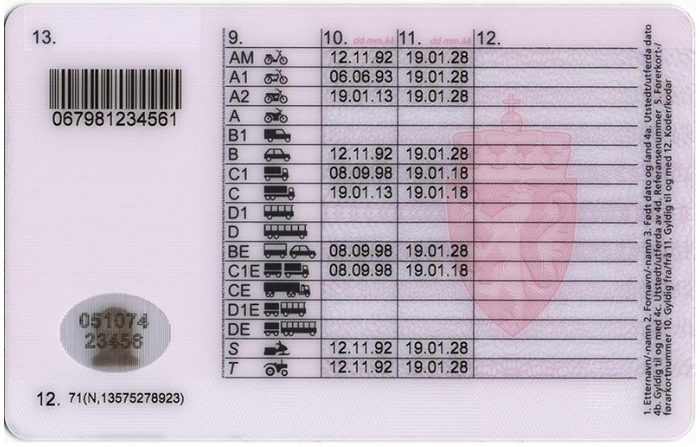 13.
067981234561
9. 10. dd.mm.åå 11. dd.mm.åå 12.
AM 12.11.92 19.01.28
A1 06.06.93 19.01.28
A2 19.01.13 19.01.28
A
B1
B 12.11.92 19.01.28
C1 08.09.98 19.01.18
C 19.01.13 19.01.18
D1
D
BE 08.09.98 19.01.28
C1E 08.09.98 19.01.18
CE
D1E
DE
S 12.11.92 19.01.28
T 12.11.92 19.01.28
051074
23456
12. 71(N,13575278923)
1. Etternavn/-namn 2. Fornavn/-namn 3. Født dato og land 4a. Utstedt/utferda dato
4b. Gyldig til og med 4c. Utstedt/utferda av 4d. Referansenummer 5. Førerkort-/
førarkortnummer 10. Gyldig fra/frå 11. Gyldig til og med 12. Koder/kodar